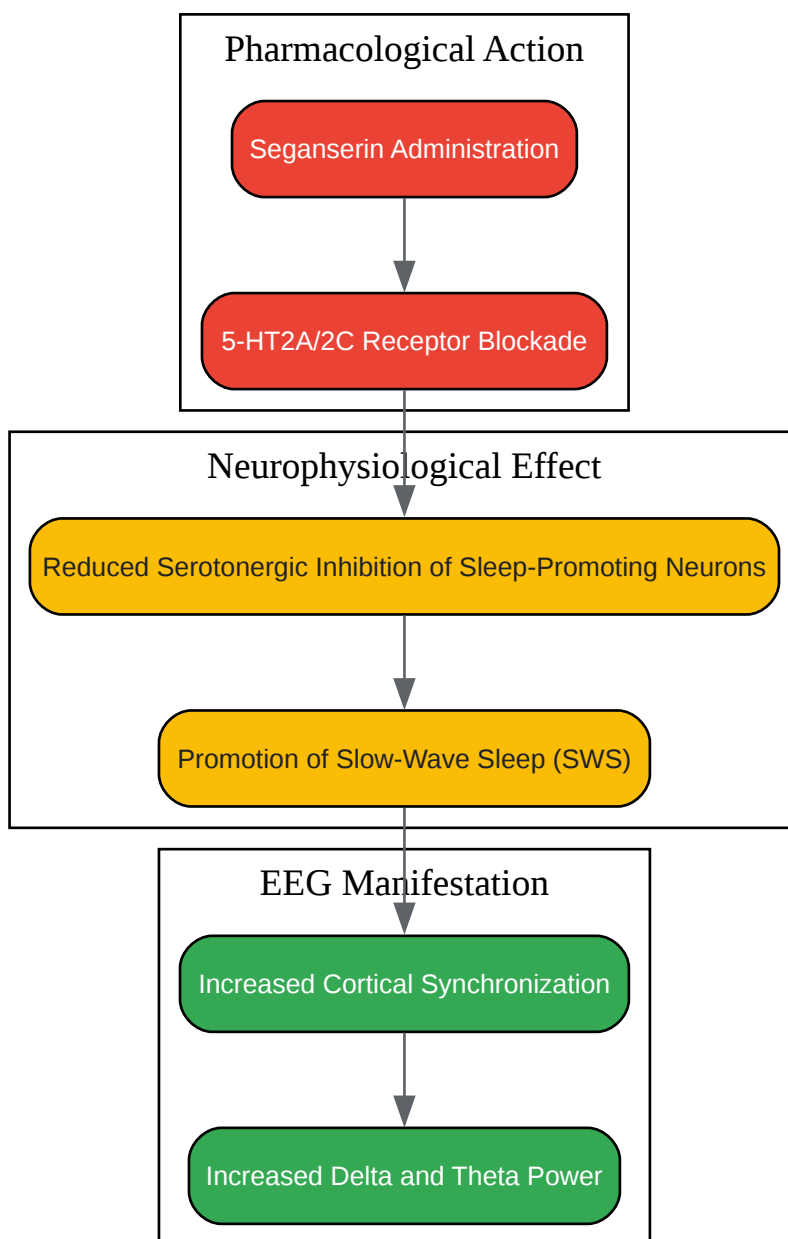 Pharmacological Action
Seganserin Administration
5-HT2A/2C Receptor Blockade
Neurophysiological Effect
Reduced Serotonergic Inhibition of Sleep-Promoting Neurons
Promotion of Slow-Wave Sleep (SWS)
EEG Manifestation
Increased Cortical Synchronization
Increased Delta and Theta Power